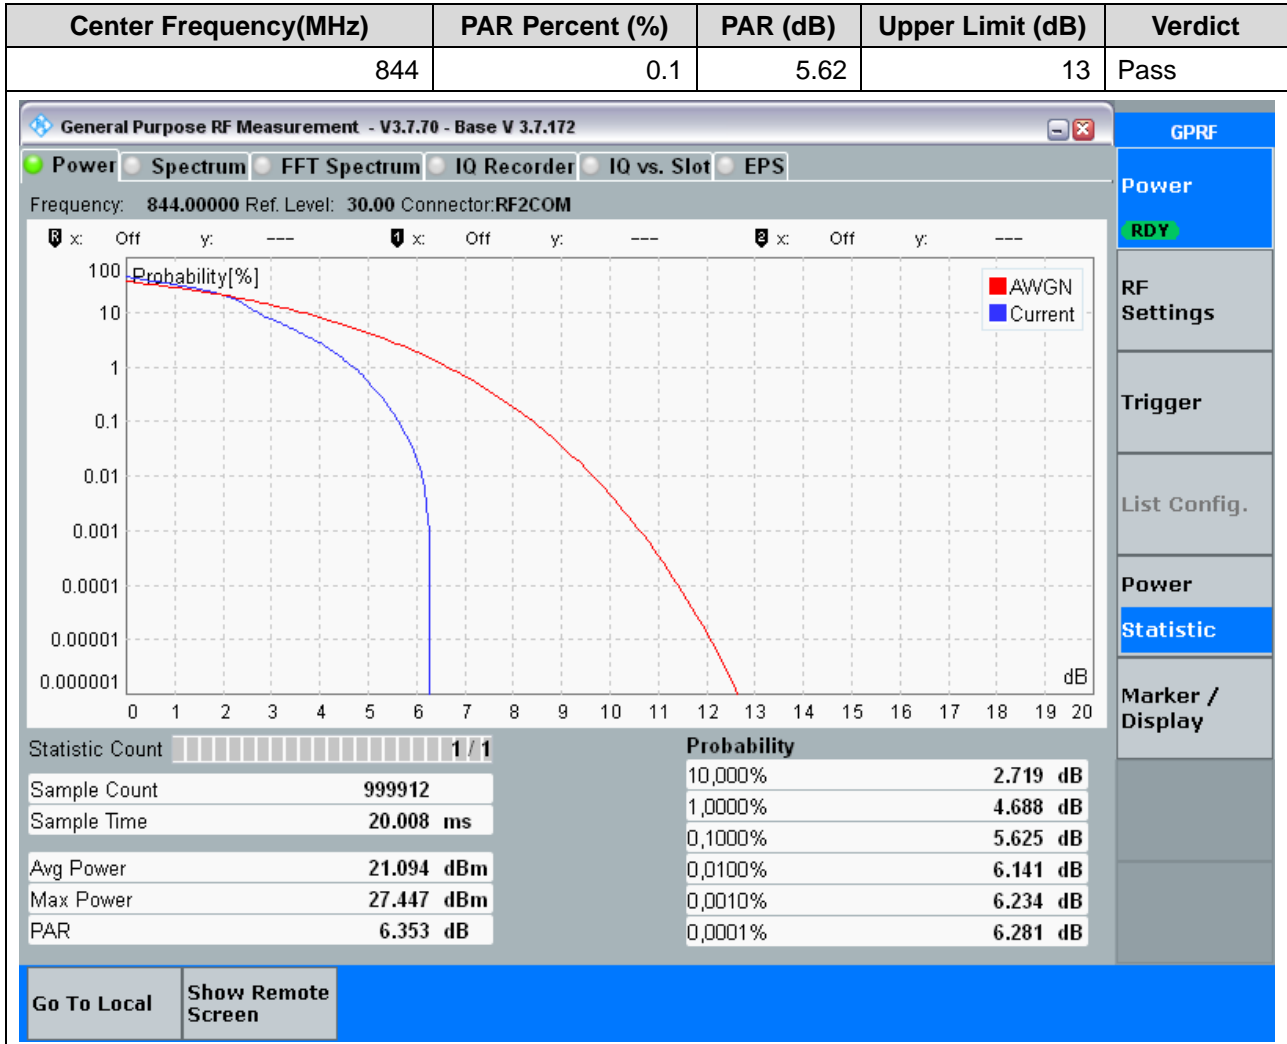 Center Frequency(MHz) PAR Percent (%) PAR (dB) Upper Limit (dB) Verdict
844 0.1 5.62 13 Pass
General Purpose RF Measurement - V3.7.70 - Base V 3.7.172
GPRF
Power Spectrum FFT Spectrum IQ Recorder IQ vs. Slot EPS
Frequency: 844.00000 Ref. Level: 30.00 Connector:RF2COM
R x: Off y: --- 1 x: Off y: --- 2 x: Off y: ---
Probability[%]
AWGN
Current
100
10
1
0.1
0.01
0.001
0.0001
0.00001
0.000001
dB
0 1 2 3 4 5 6 7 8 9 10 11 12 13 14 15 16 17 18 19 20
Statistic Count 1 / 1
Sample Count 999912
Sample Time 20.008 ms
Avg Power 21.094 dBm
Max Power 27.447 dBm
PAR 6.353 dB
Probability
10,000% 2.719 dB
1,0000% 4.688 dB
0,1000% 5.625 dB
0,0100% 6.141 dB
0,0010% 6.234 dB
0,0001% 6.281 dB
Power
RDY
RF
Settings
Trigger
List Config.
Power
Statistic
Marker /
Display
Go To Local
Show Remote
Screen